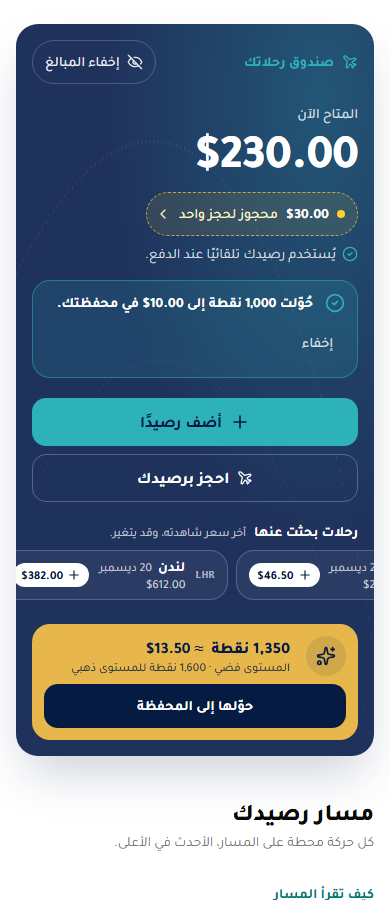 صندوق رحلاتك
إخفاء المبالغ
المتاح الآن
$230.00
$30.00 محجوز لحجز واحد
يُستخدم رصيدك تلقائيًا عند الدفع.
حُوّلت 1,000 نقطة إلى $10.00 في محفظتك.
إخفاء
أضف رصيدًا
احجز برصيدك
رحلات بحثت عنها آخر سعر شاهدته، وقد يتغير.
ديسمبر
+ $46.50
LHR لندن 20 ديسمبر
$612.00
+ $382.00
1,350 نقطة ≈ $13.50
المستوى فضي · 1,600 نقطة للمستوى ذهبي
حوّلها إلى المحفظة
مسار رصيدك
كل حركة محطة على المسار، الأحدث في الأعلى.
كيف تقرأ المسار